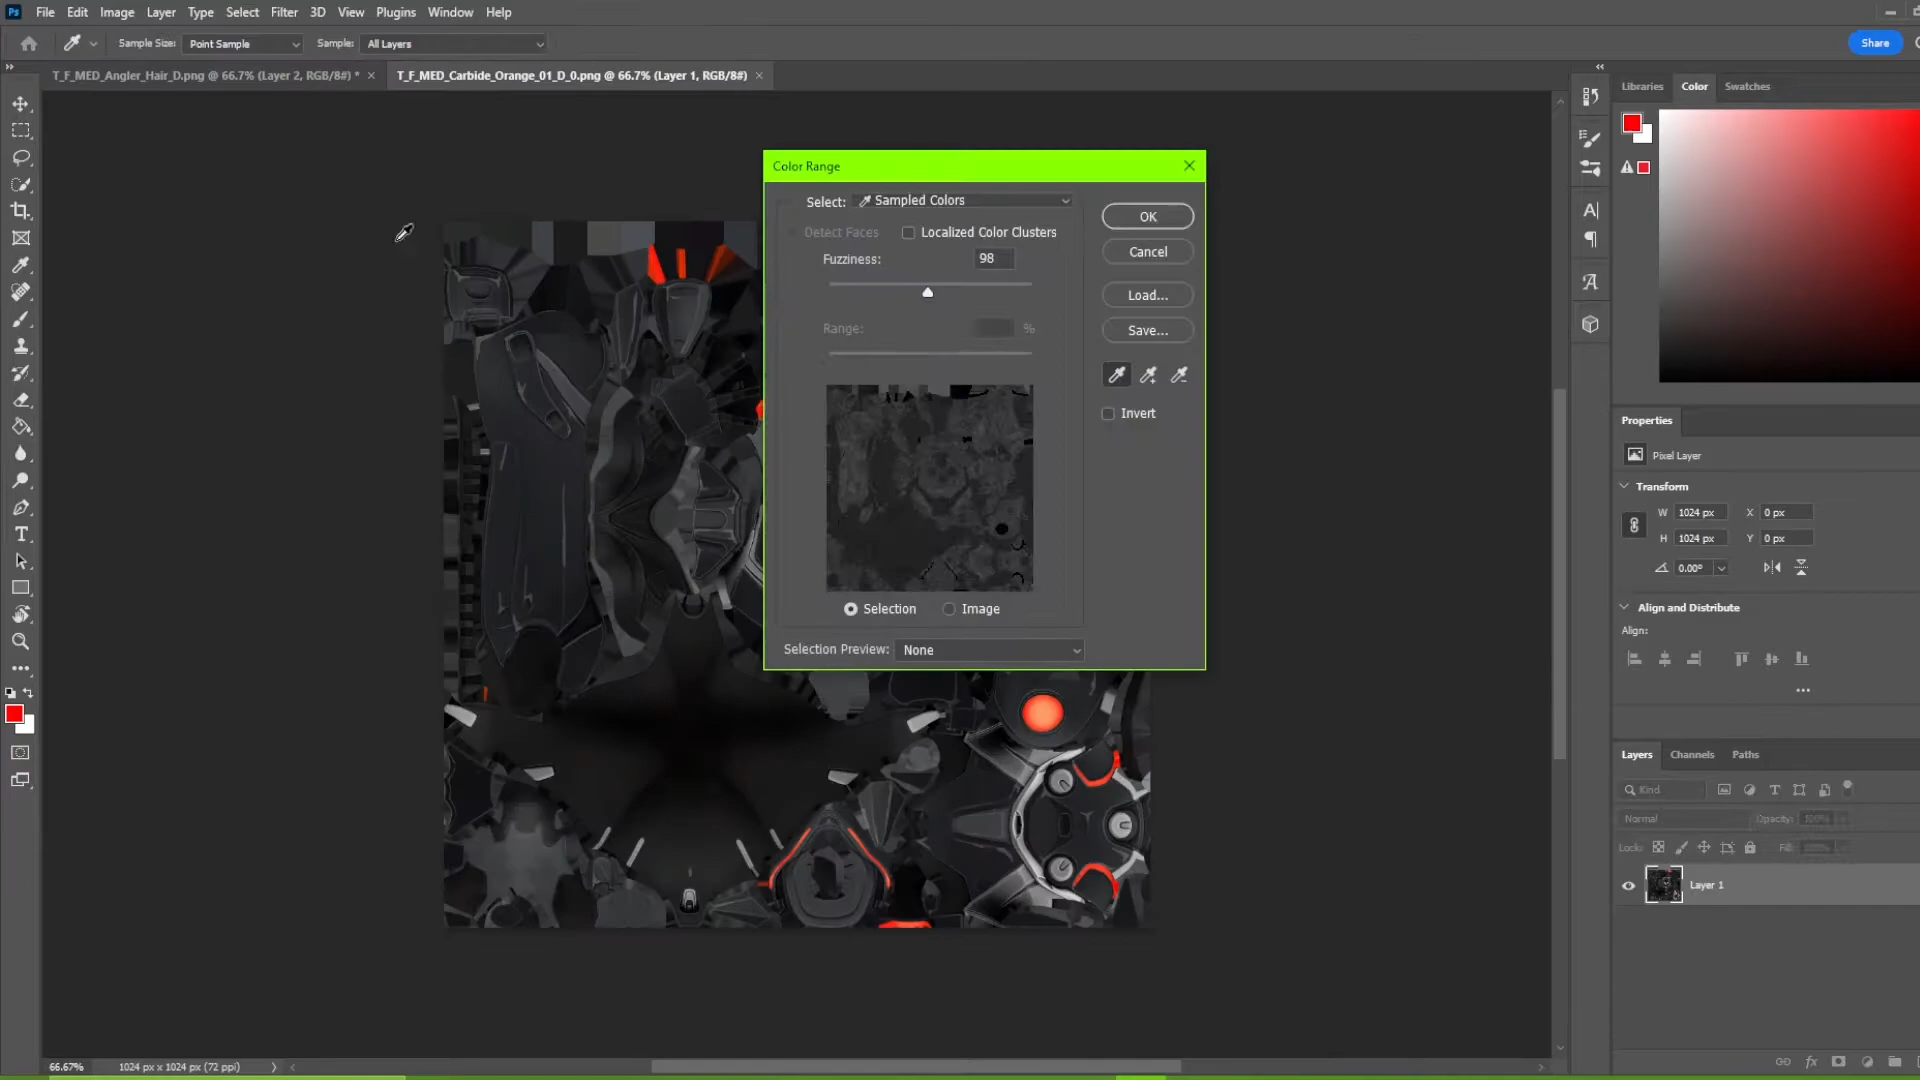 Ps File Edit Image Layer Type Select Filter 3D View Plugins Window Help
Sample Size: Point Sample Sample: All Layers Share
T_F_MED_Angler_Hair_D.png @ 66.7% (Layer 2, RGB/8#) * × T_F_MED_Carbide_Orange_01_D_0.png @ 66.7% (Layer 1, RGB/8#) ×
Libraries Color Swatches
Color Range
Select: Sampled Colors
OK
Detect Faces Localized Color Clusters
Fuzziness: 98
Cancel
Load...
Range: %
Save...
Invert
Selection Image
Selection Preview: None
Properties
Pixel Layer
Transform
W 1024 px X 0 px
H 1024 px Y 0 px
0.00°
Align and Distribute
Align:
Layers Channels Paths
Kind
Normal Opacity: 100%
Lock: Fill:
Layer 1
66.67% 1024 px x 1024 px (72 ppi)